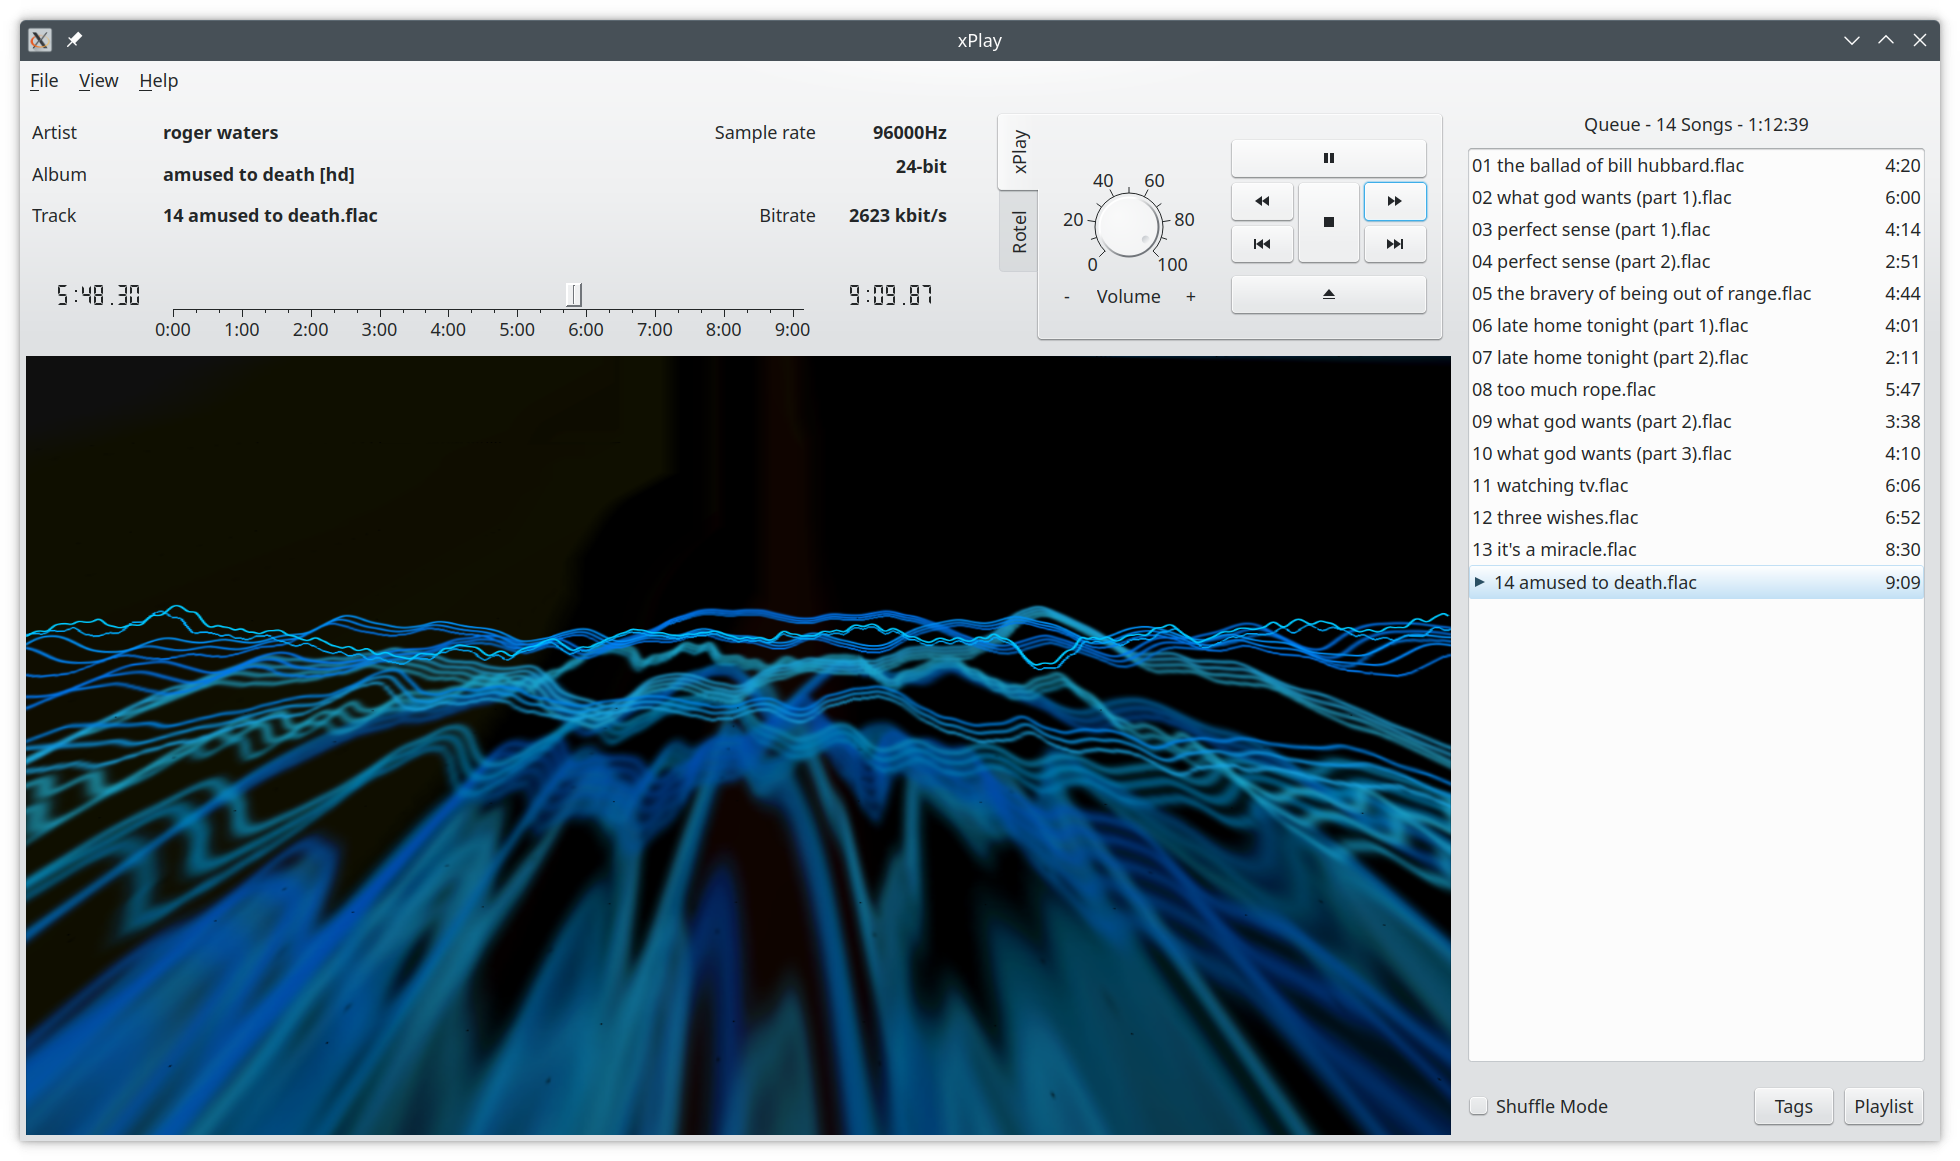 xPlay
File View Help
Artist roger waters Sample rate 96000Hz
24-bit
Album amused to death [hd]
Track 14 amused to death.flac Bitrate 2623 kbit/s
5:48.30 9:09.87
0:00 1:00 2:00 3:00 4:00 5:00 6:00 7:00 8:00 9:00
xPlay
Rotel
40 60
20 80
0 100
- Volume +
Queue - 14 Songs - 1:12:39
01 the ballad of bill hubbard.flac 4:20
02 what god wants (part 1).flac 6:00
03 perfect sense (part 1).flac 4:14
04 perfect sense (part 2).flac 2:51
05 the bravery of being out of range.flac 4:44
06 late home tonight (part 1).flac 4:01
07 late home tonight (part 2).flac 2:11
08 too much rope.flac 5:47
09 what god wants (part 2).flac 3:38
10 what god wants (part 3).flac 4:10
11 watching tv.flac 6:06
12 three wishes.flac 6:52
13 it's a miracle.flac 8:30
14 amused to death.flac 9:09
Shuffle Mode Tags Playlist